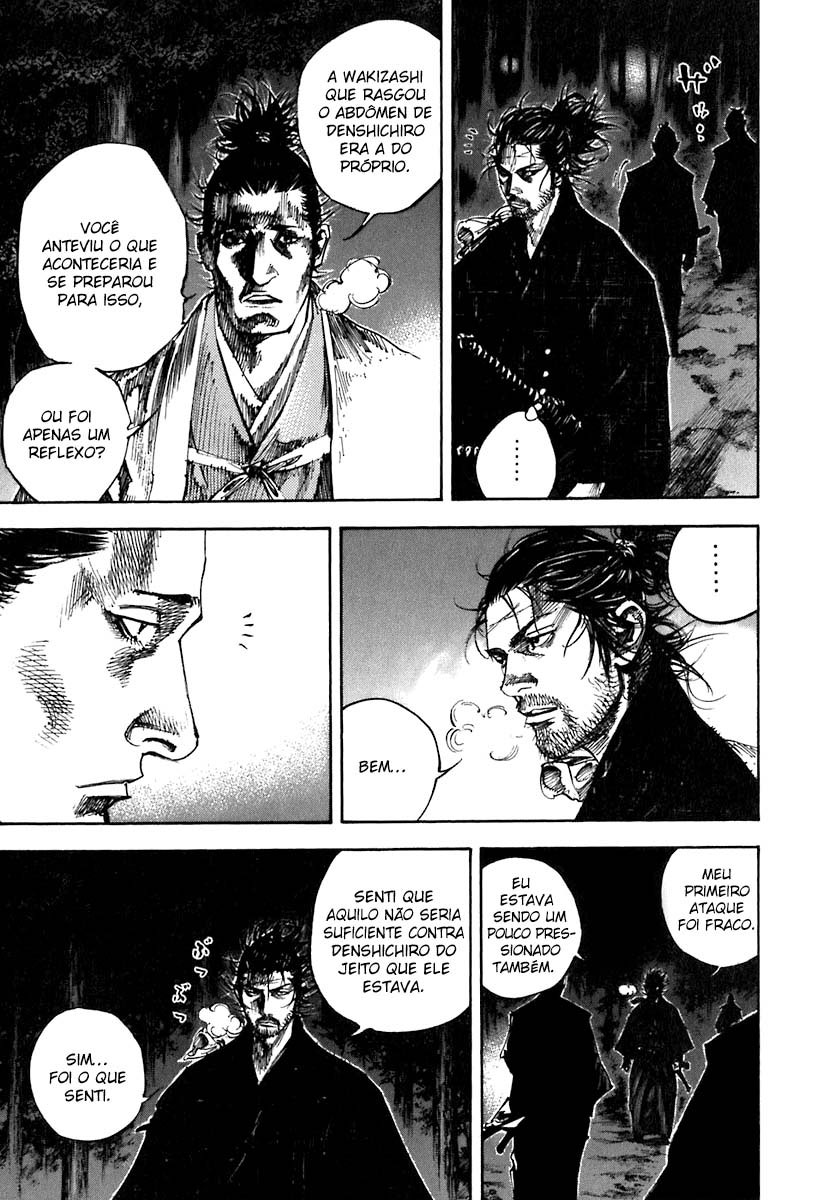 ザッ…
A WAKIZASHI
QUE RASGOU
O ABDÔMEN DE
DENSHICHIRO
ERA A DO
PRÓPRIO.
VOCÊ
ANTEVIU O QUE
ACONTECERIA E
SE PREPAROU
PARA ISSO,
OU FOI
APENAS UM
REFLEXO?
......
......
BEM...
MEU
PRIMEIRO
ATAQUE
FOI FRACO.
EU
ESTAVA
SENDO UM
POUCO PRES-
SIONADO
TAMBÉM.
SENTI QUE
AQUILO NÃO SERIA
SUFICIENTE CONTRA
DENSHICHIRO DO
JEITO QUE ELE
ESTAVA.
SIM...
FOI O QUE
SENTI.